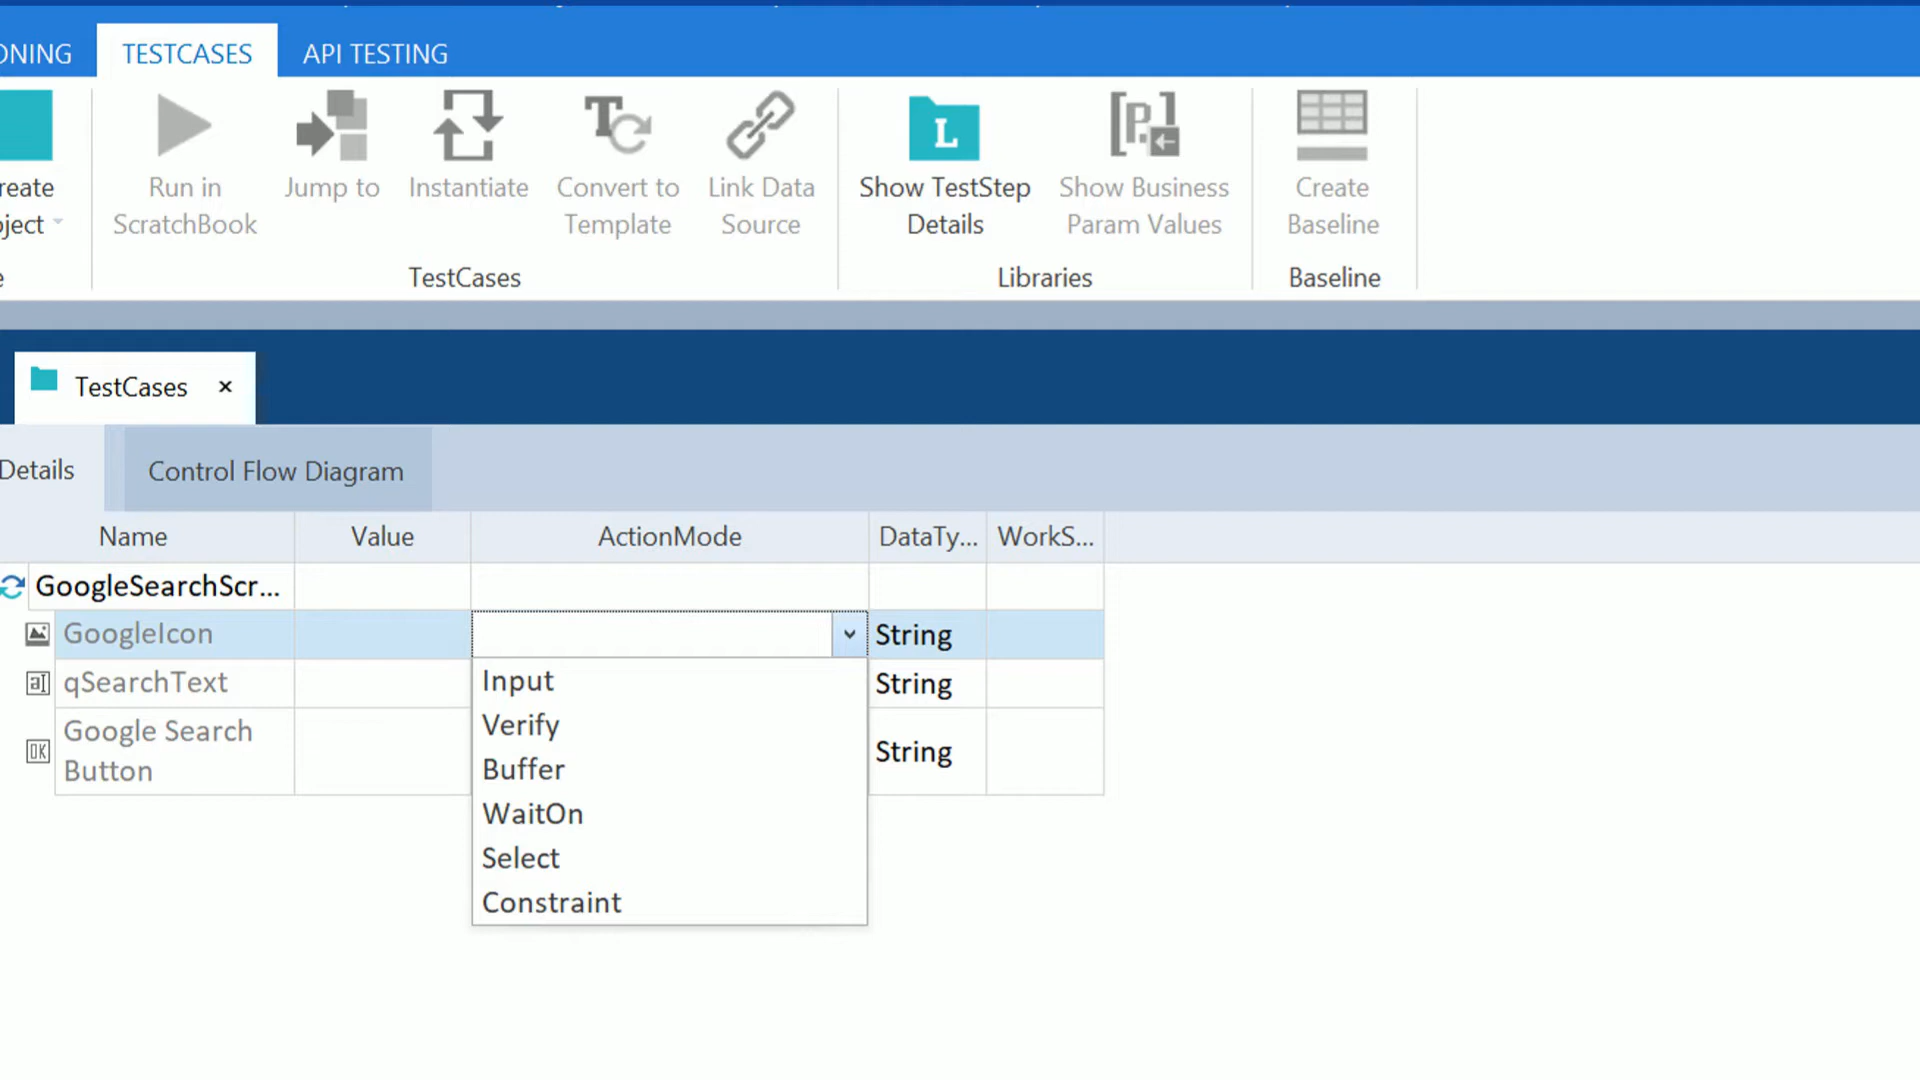 ONING TESTCASES API TESTING
reate
ject
Run in
ScratchBook
Jump to
Instantiate
Convert to
Template
Link Data
Source
L
Show TestStep
Details
Show Business
Param Values
Create
Baseline
e
TestCases
Libraries
Baseline
TestCases ×
Details Control Flow Diagram
Name Value ActionMode DataTy... WorkS...
GoogleSearchScr...
GoogleIcon String
qSearchText String
Google Search
Button
String
Input
Verify
Buffer
WaitOn
Select
Constraint